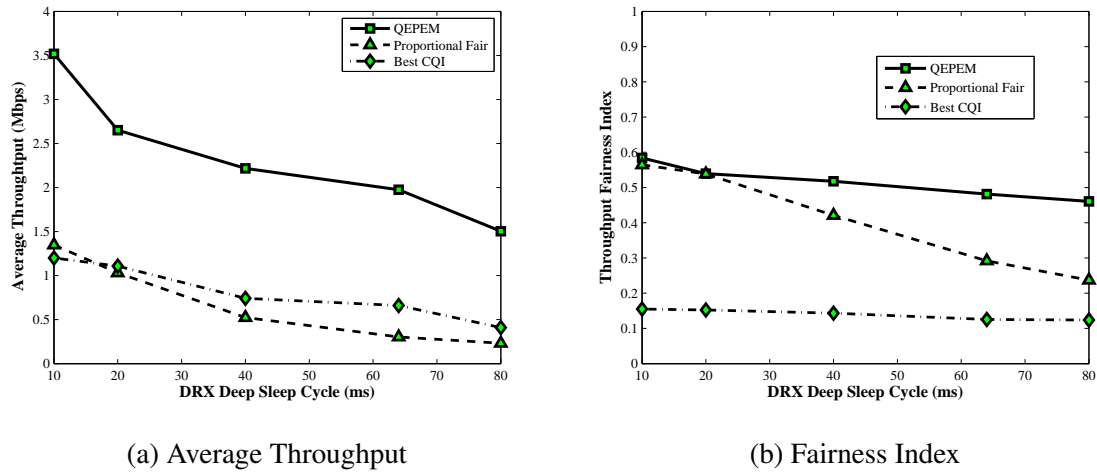 4
3.5
3
2.5
2
1.5
1
0.5
0
10 20 30 40 50 60 70 80
DRX Deep Sleep Cycle (ms)
Average Throughtput (Mbps)
QEPEM
Proportional Fair
Best CQI
(a) Average Throughput
1
0.9
0.8
0.7
0.6
0.5
0.4
0.3
0.2
0.1
0
10 20 30 40 50 60 70 80
DRX Deep Sleep Cycle (ms)
Throughput Fairness Index
QEPEM
Proportional Fair
Best CQI
(b) Fairness Index